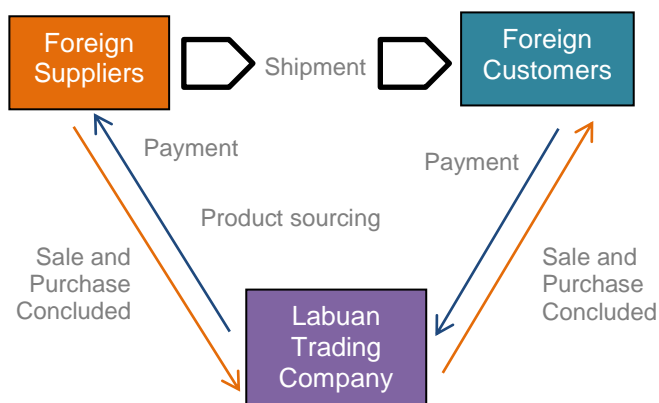 Foreign
Suppliers
Shipment
Foreign
Customers
Payment
Payment
Product sourcing
Sale and
Purchase
Concluded
Sale and
Purchase
Concluded
Labuan
Trading
Company